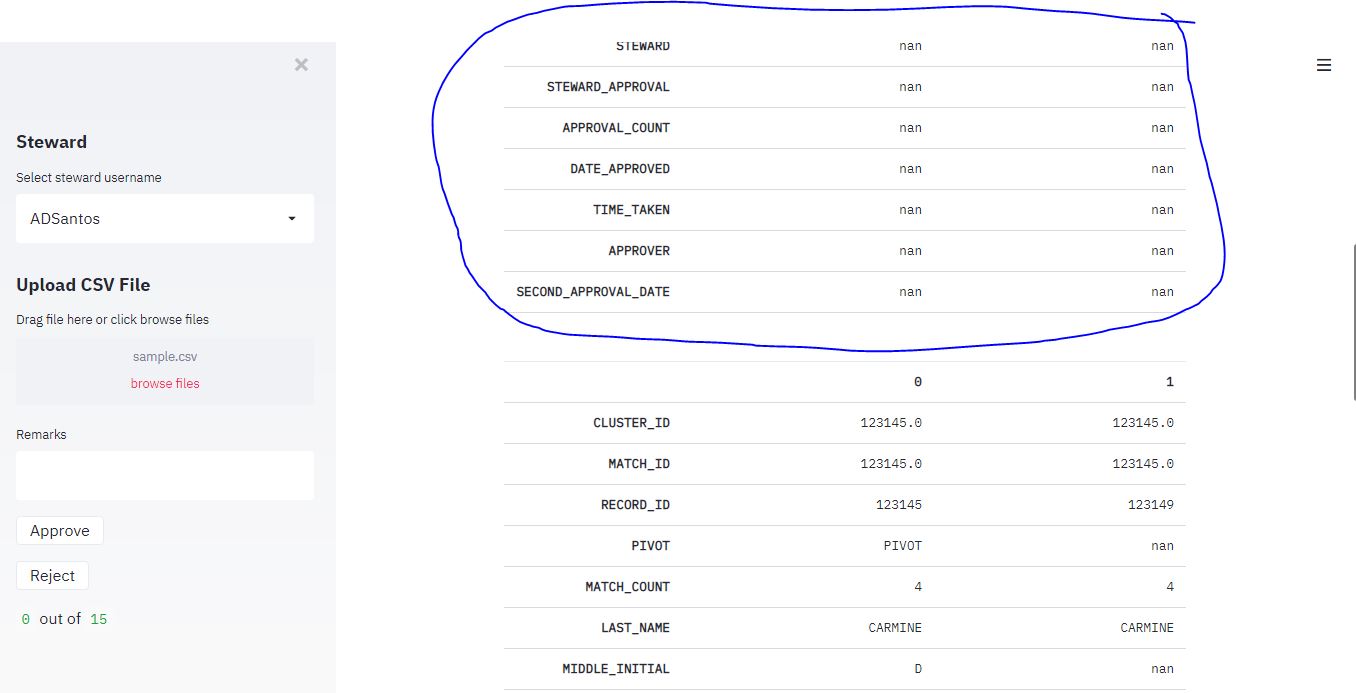 ×
Steward
Select steward username
ADSantos
Upload CSV File
Drag file here or click browse files
sample.csv
browse files
Remarks
Approve
Reject
0 out of 15
STEWARD nan nan
STEWARD_APPROVAL nan nan
APPROVAL_COUNT nan nan
DATE_APPROVED nan nan
TIME_TAKEN nan nan
APPROVER nan nan
SECOND_APPROVAL_DATE nan nan
0 1
CLUSTER_ID 123145.0 123145.0
MATCH_ID 123145.0 123145.0
RECORD_ID 123145 123149
PIVOT PIVOT nan
MATCH_COUNT 4 4
LAST_NAME CARMINE CARMINE
MIDDLE_INITIAL D nan